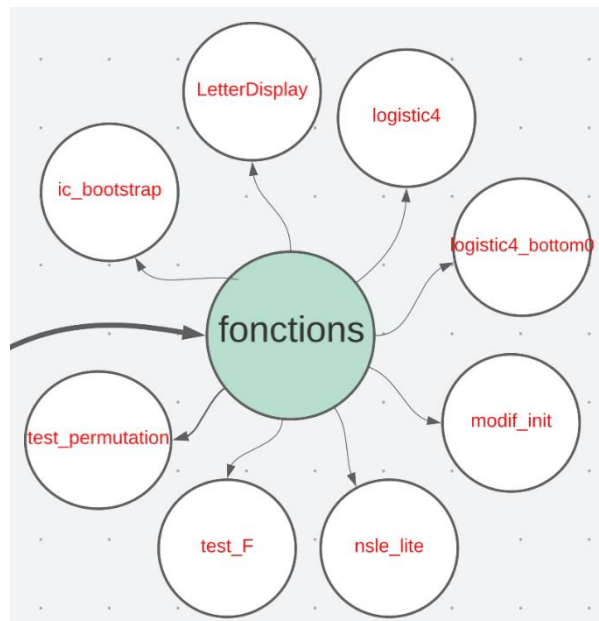 LetterDisplay
logistic4
ic_bootstrap
logistic4_bottom0
fonctions
modif_init
test_permutation
test_F
nsle_lite